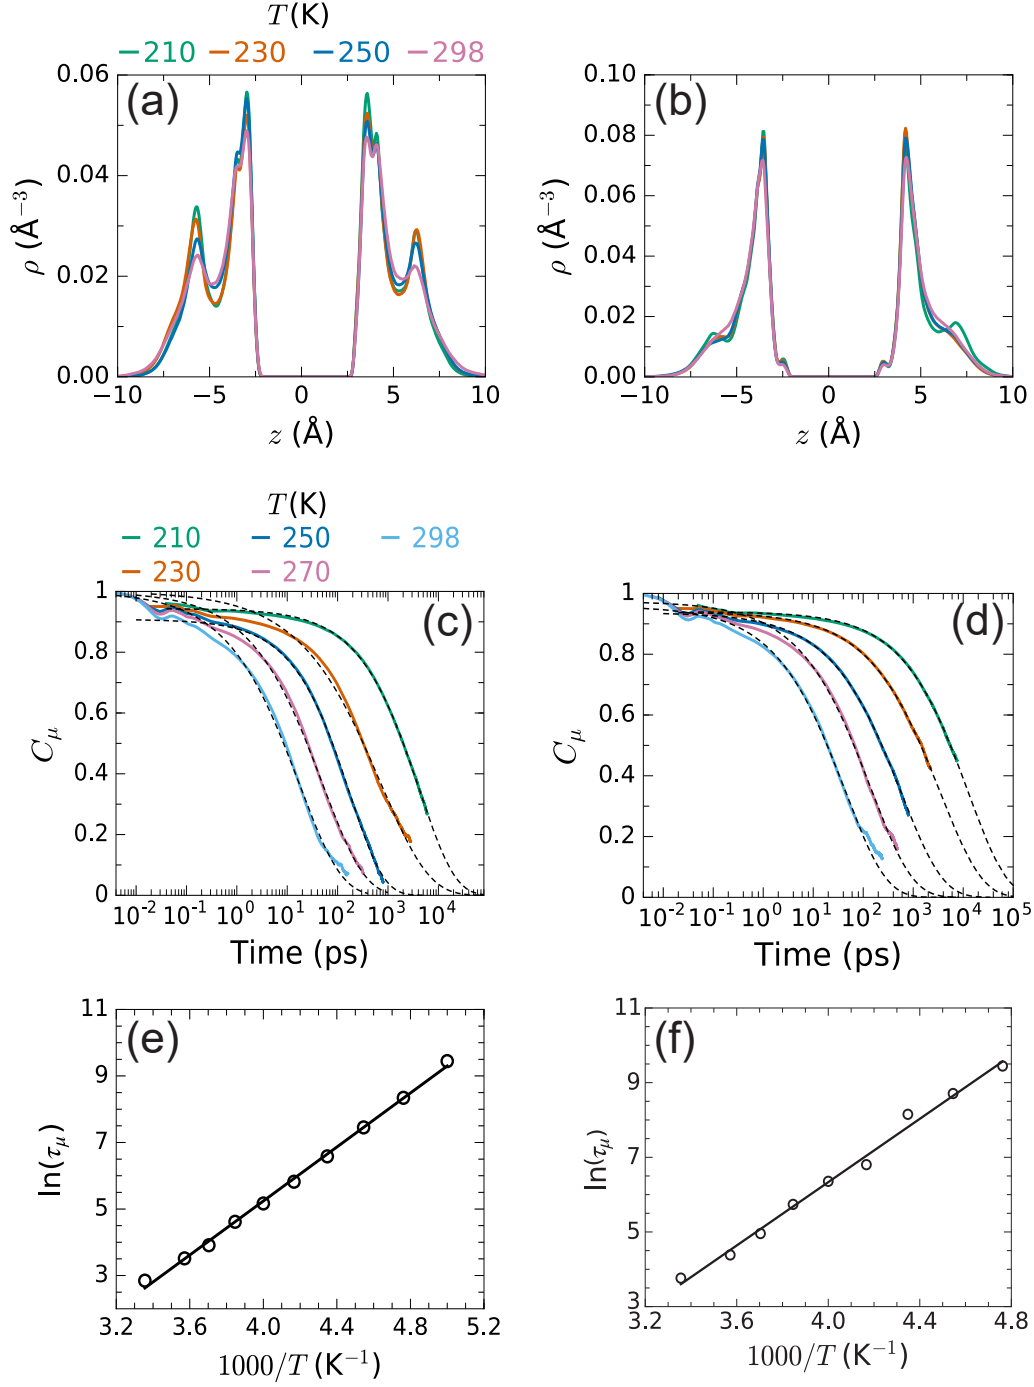 T(K)
210 230 250 298
(a)
0.06
0.04
0.02
0.00
ρ (Å⁻³)
−10 −5 0 5 10
z (Å)
(b)
0.10
0.08
0.06
0.04
0.02
0.00
ρ (Å⁻³)
−10 −5 0 5 10
z (Å)
T(K)
210 250 298
230 270
(c)
1
0.8
0.6
0.4
0.2
0
C_μ
10⁻² 10⁻¹ 10⁰ 10¹ 10² 10³ 10⁴
Time (ps)
(d)
1
0.8
0.6
0.4
0.2
0
C_μ
10⁻² 10⁻¹ 10⁰ 10¹ 10² 10³ 10⁴ 10⁵
Time (ps)
(e)
11
9
7
5
3
ln(τ_μ)
3.2 3.6 4.0 4.4 4.8 5.2
1000/T (K⁻¹)
(f)
11
9
7
5
3
ln(τ_μ)
3.2 3.6 4.0 4.4 4.8
1000/T (K⁻¹)